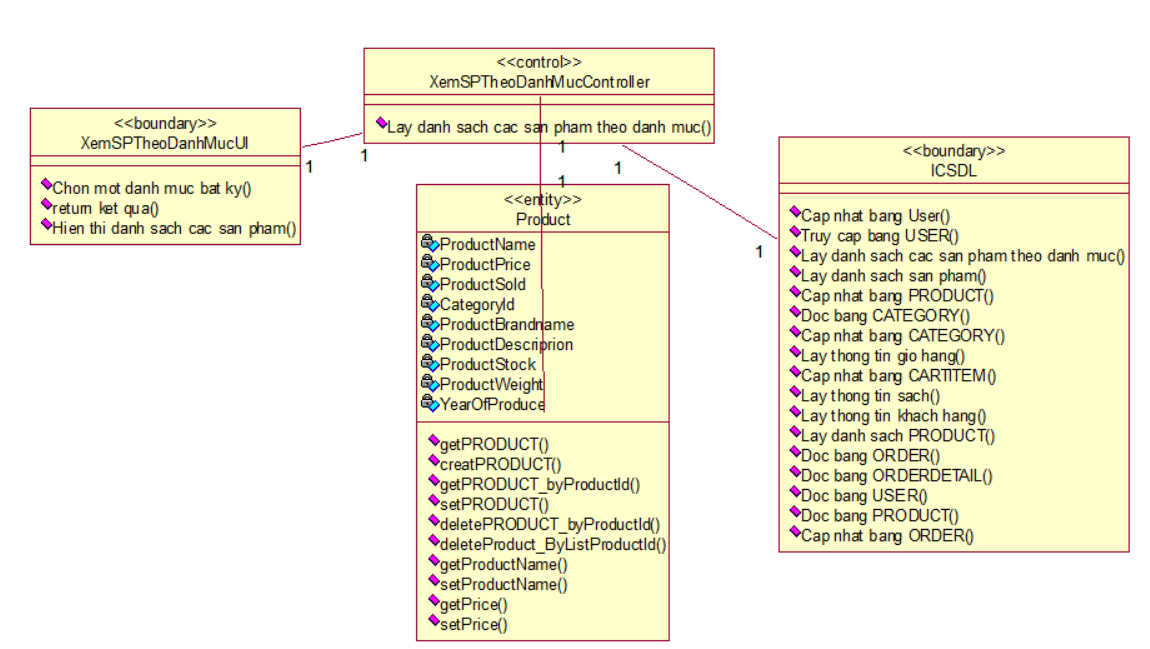 <<control>>
XemSPTheoDanhMucController
Lay danh sach cac san pham theo danh muc()
<<boundary>>
XemSPTheoDanhMucUI
Chon mot danh muc bat ky()
return ket qua()
Hien thi danh sach cac san pham()
1
1
1
1
1
1
<<entity>>
Product
ProductName
ProductPrice
ProductSold
CategoryId
ProductBrandname
ProductDescriprion
ProductStock
ProductWeight
YearOfProduce
getPRODUCT()
creatPRODUCT()
getPRODUCT_byProductId()
setPRODUCT()
deletePRODUCT_byProductId()
deleteProduct_ByListProductId()
getProductName()
setProductName()
getPrice()
setPrice()
<<boundary>>
ICSDL
Cap nhat bang User()
Truy cap bang USER()
Lay danh sach cac san pham theo danh muc()
Lay danh sach san pham()
Cap nhat bang PRODUCT()
Doc bang CATEGORY()
Cap nhat bang CATEGORY()
Lay thong tin gio hang()
Cap nhat bang CARTITEM()
Lay thong tin sach()
Lay thong tin khach hang()
Lay danh sach PRODUCT()
Doc bang ORDER()
Doc bang ORDERDETAIL()
Doc bang USER()
Doc bang PRODUCT()
Cap nhat bang ORDER()